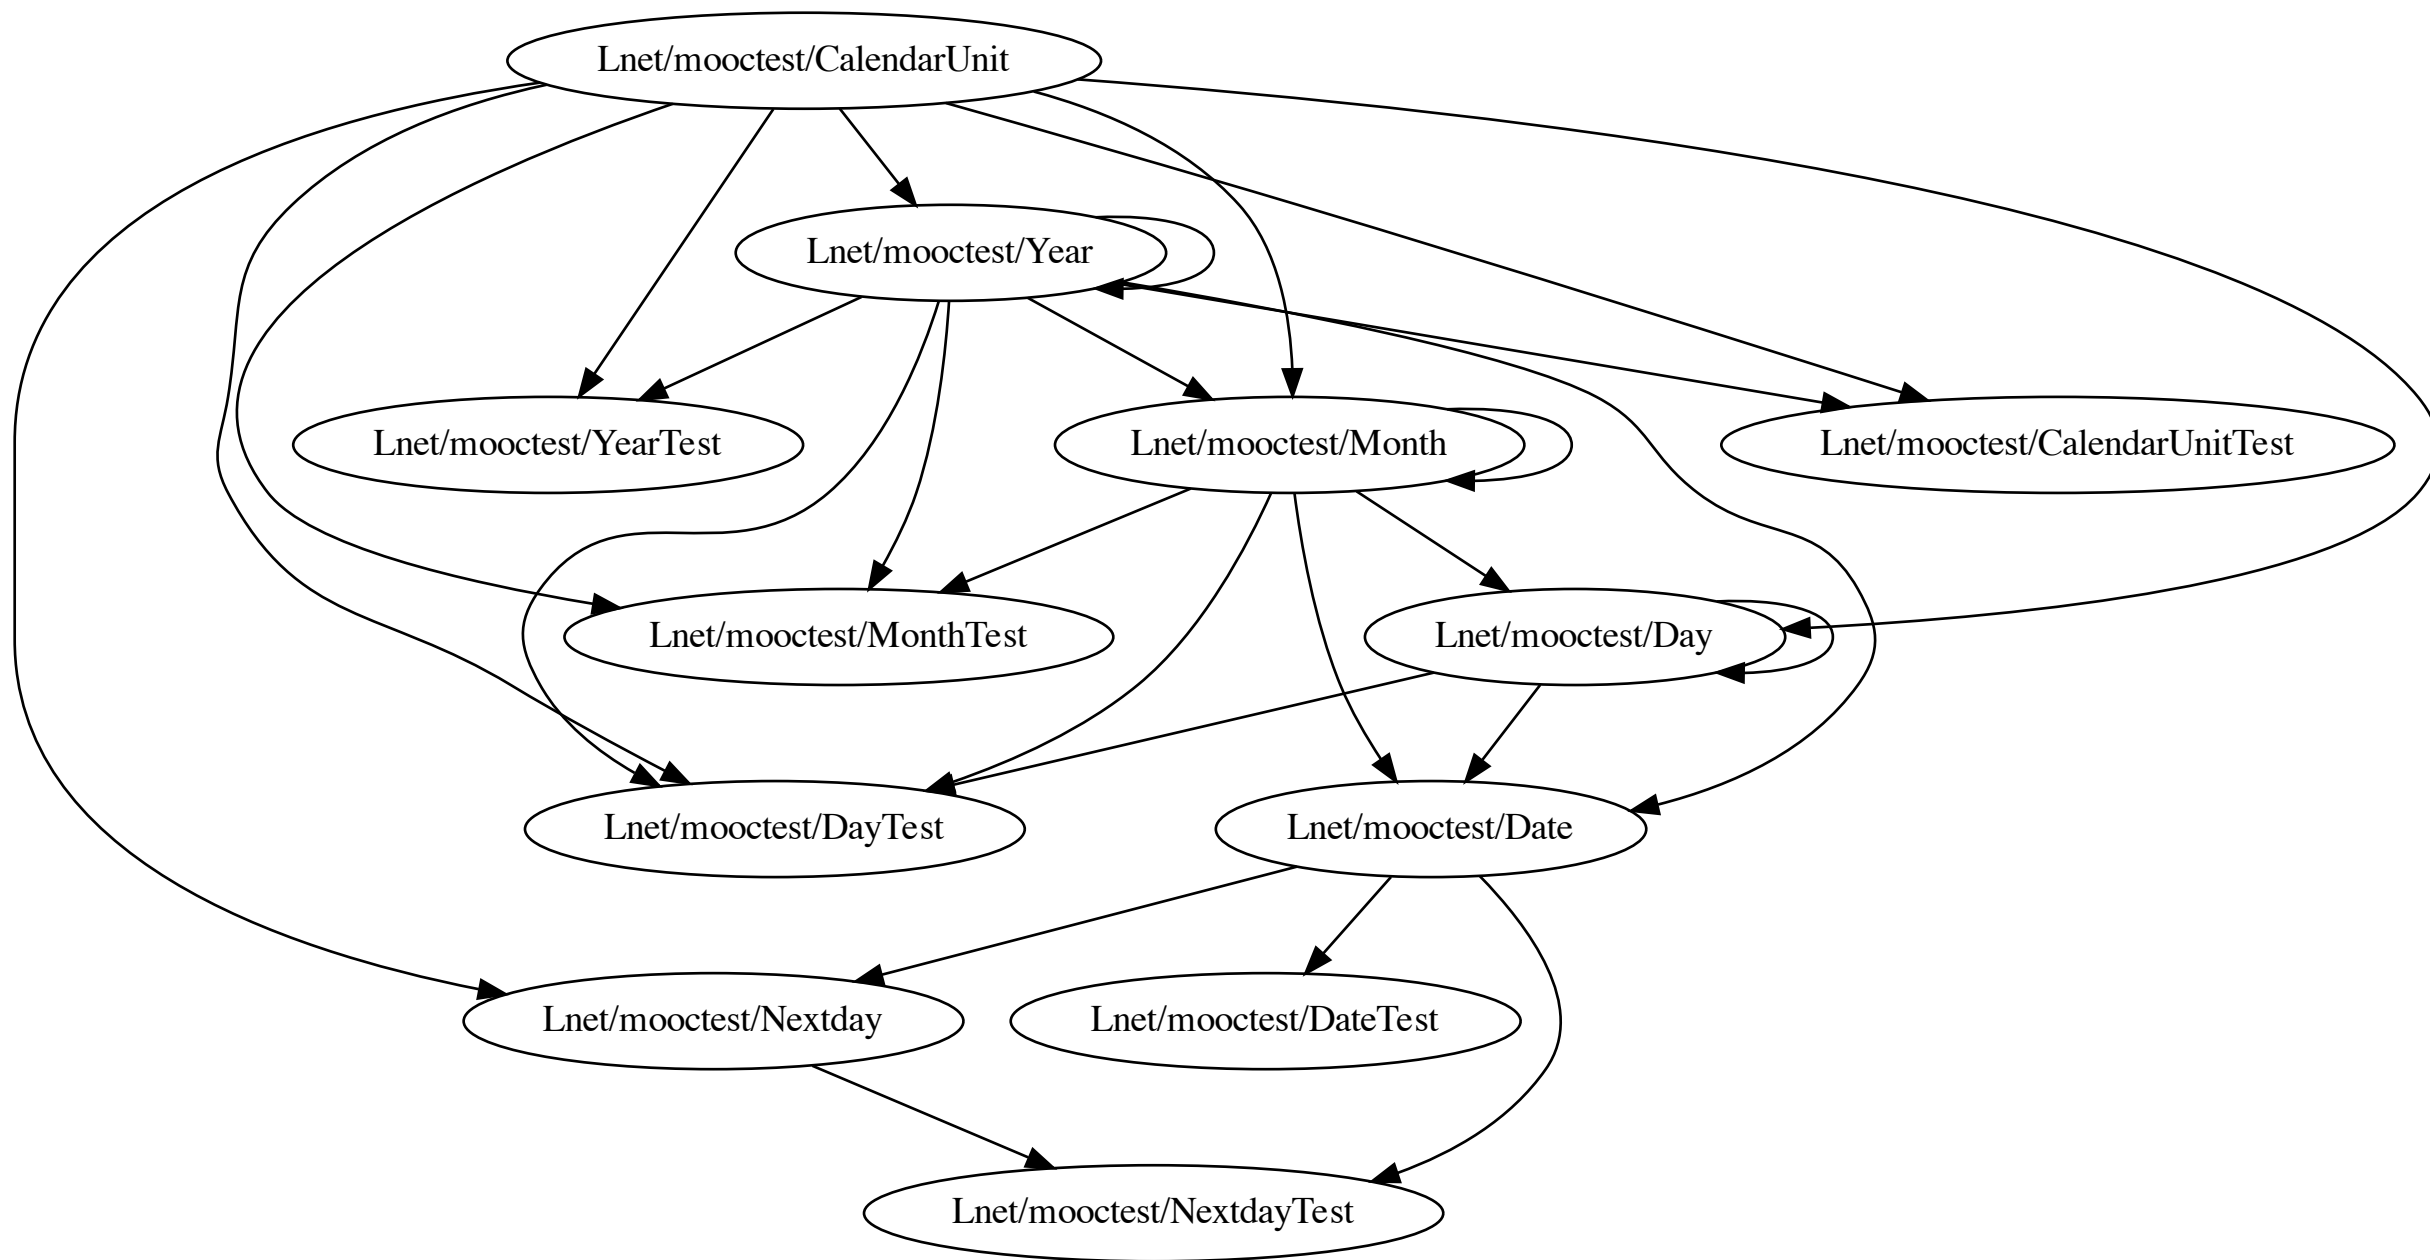 Lnet/mooctest/CalendarUnit
Lnet/mooctest/Year
Lnet/mooctest/YearTest
Lnet/mooctest/Month
Lnet/mooctest/CalendarUnitTest
Lnet/mooctest/MonthTest
Lnet/mooctest/Day
Lnet/mooctest/DayTest
Lnet/mooctest/Date
Lnet/mooctest/Nextday
Lnet/mooctest/DateTest
Lnet/mooctest/NextdayTest